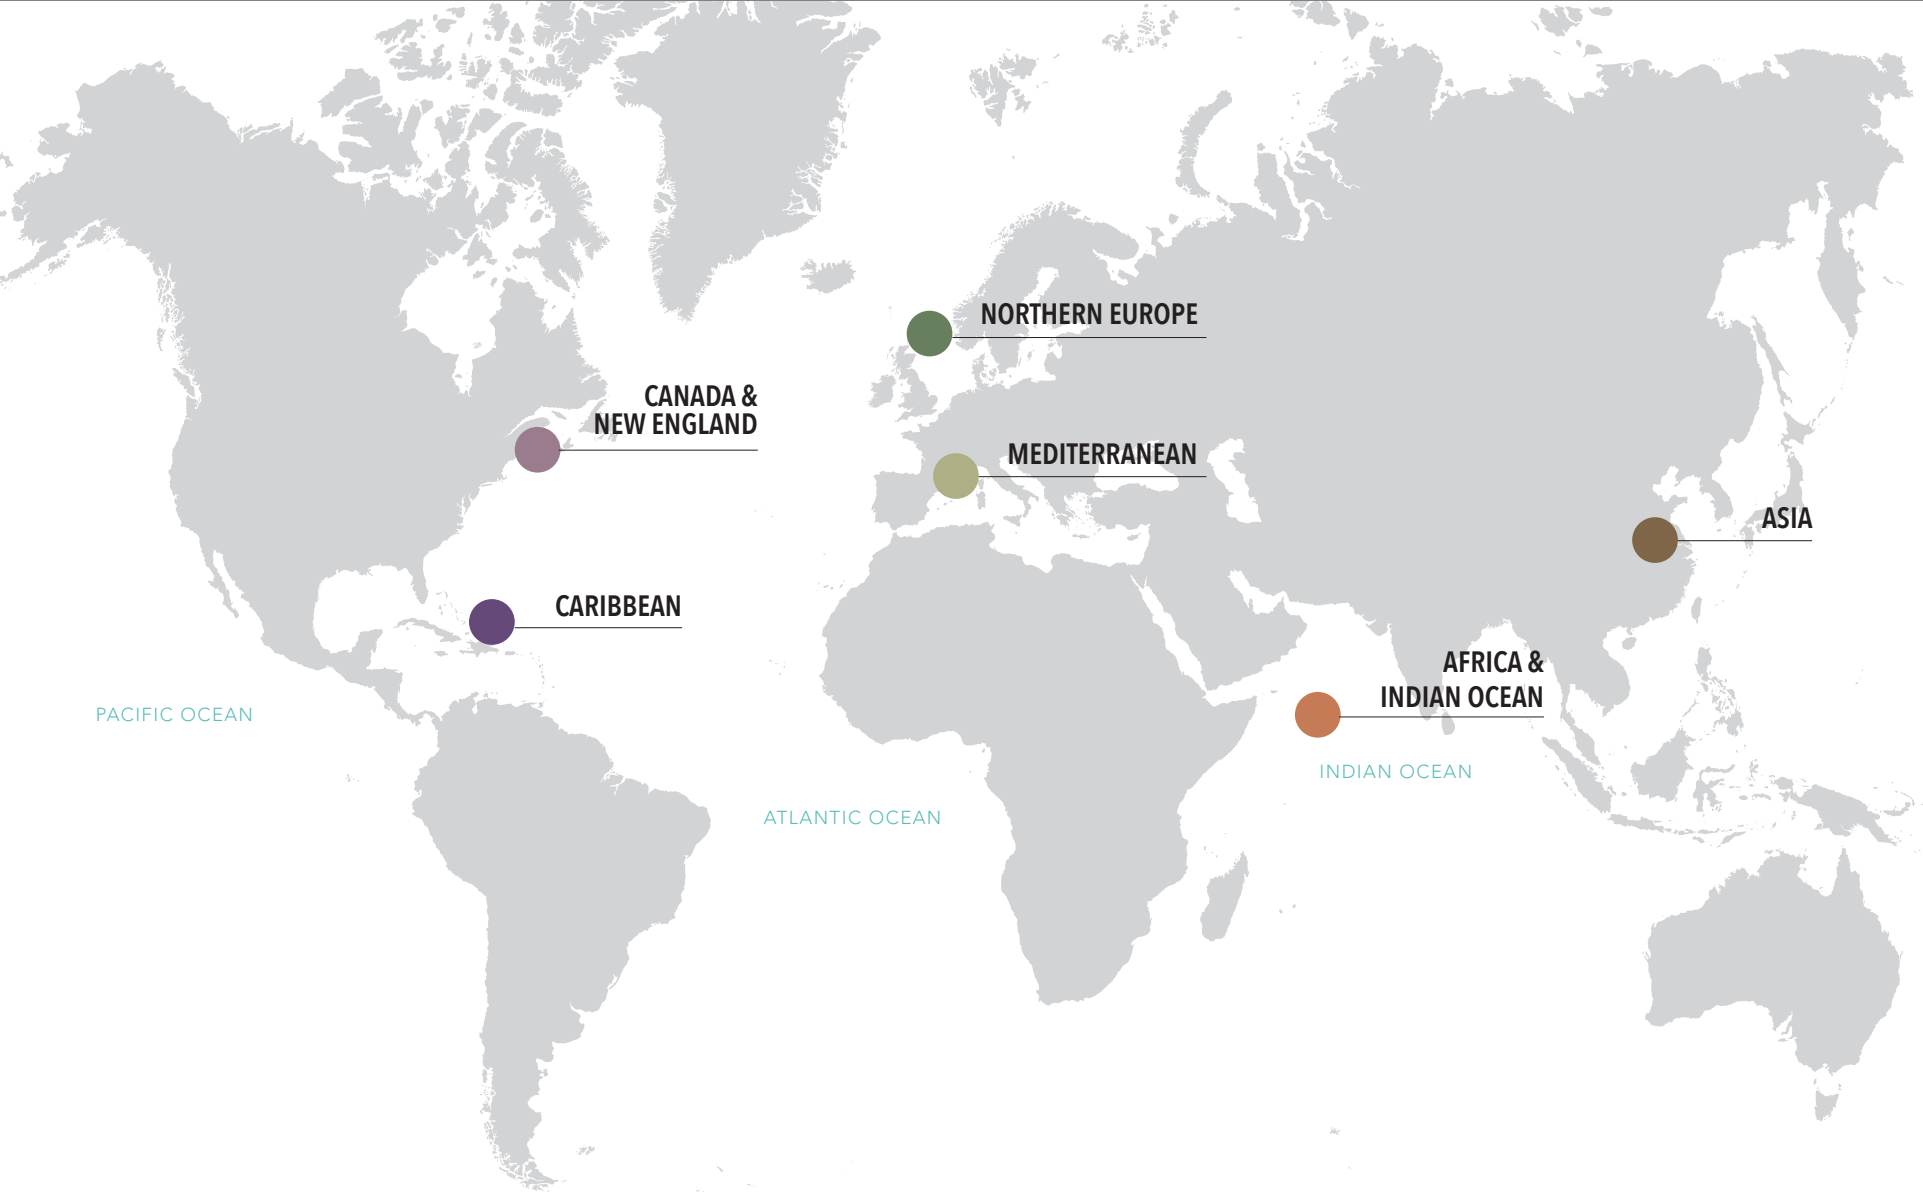 NORTHERN EUROPE
CANADA &
NEW ENGLAND
MEDITERRANEAN
ASIA
CARIBBEAN
AFRICA &
INDIAN OCEAN
PACIFIC OCEAN
INDIAN OCEAN
ATLANTIC OCEAN